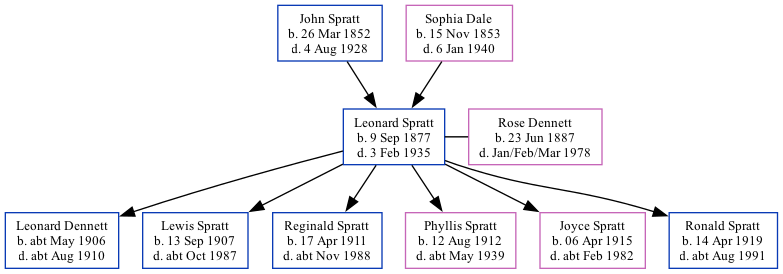 John Spratt
b. 26 Mar 1852
d. 4 Aug 1928
Sophia Dale
b. 15 Nov 1853
d. 6 Jan 1940
Leonard Spratt
b. 9 Sep 1877
d. 3 Feb 1935
Rose Dennett
b. 23 Jun 1887
d. Jan/Feb/Mar 1978
Leonard Dennett
b. abt May 1906
d. abt Aug 1910
Lewis Spratt
b. 13 Sep 1907
d. abt Oct 1987
Reginald Spratt
b. 17 Apr 1911
d. abt Nov 1988
Phyllis Spratt
b. 12 Aug 1912
d. abt May 1939
Joyce Spratt
b. 06 Apr 1915
d. abt Feb 1982
Ronald Spratt
b. 14 Apr 1919
d. abt Aug 1991